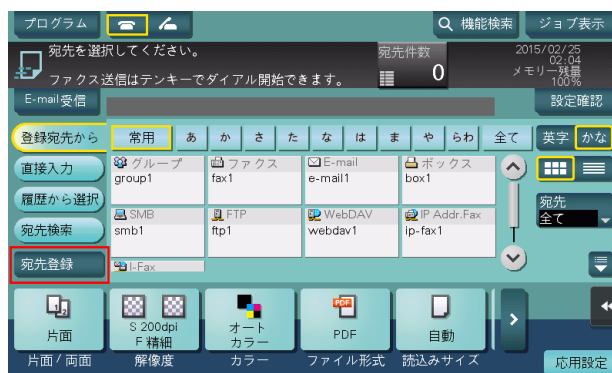 プログラム
機能検索
ジョブ表示
宛先を選択してください。
ファクス送信はテンキーでダイアル開始できます。
宛先件数
0
2015/02/25
02:04
メモリー残量
100%
E-mail受信
設定確認
登録宛先から
常用 あ か さ た な は ま や らわ 全て
英字 かな
直接入力
グループ
group1
ファクス
fax1
E-mail
e-mail1
ボックス
box1
履歴から選択
SMB
smb1
FTP
ftp1
WebDAV
webdav1
IP Addr.Fax
ip-fax1
宛先
全て
宛先検索
宛先登録
I-Fax
片面
片面/両面
S 200dpi
F 精細
解像度
オート
カラー
カラー
PDF
PDF
ファイル形式
自動
読込みサイズ
応用設定